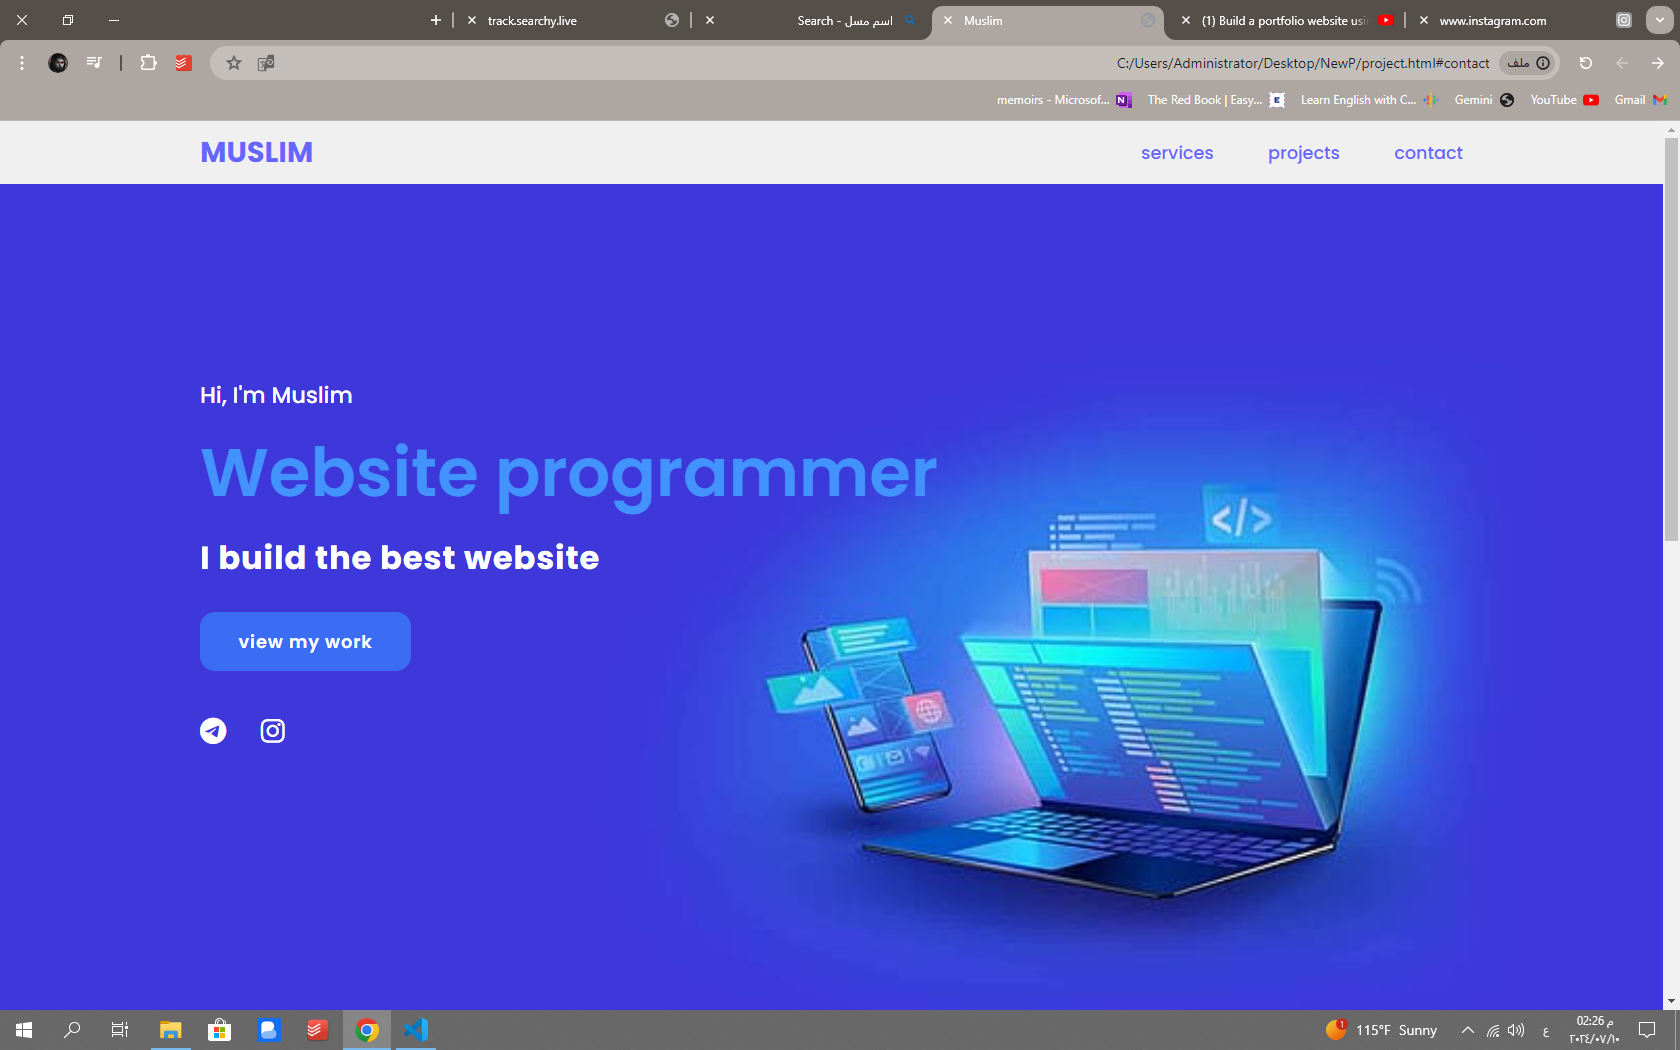 track.searchy.live
اسم مسل - Search
Muslim
(1) Build a portfolio website usi
www.instagram.com
C:/Users/Administrator/Desktop/NewP/project.html#contact
ملف
memoirs - Microsof...
The Red Book | Easy...
Learn English with C...
Gemini
YouTube
Gmail
MUSLIM
services
projects
contact
Hi, I'm Muslim
Website programmer
I build the best website
view my work
</>
115°F Sunny
ع
02:26 م
٢٠٢٤/٠٧/١٠